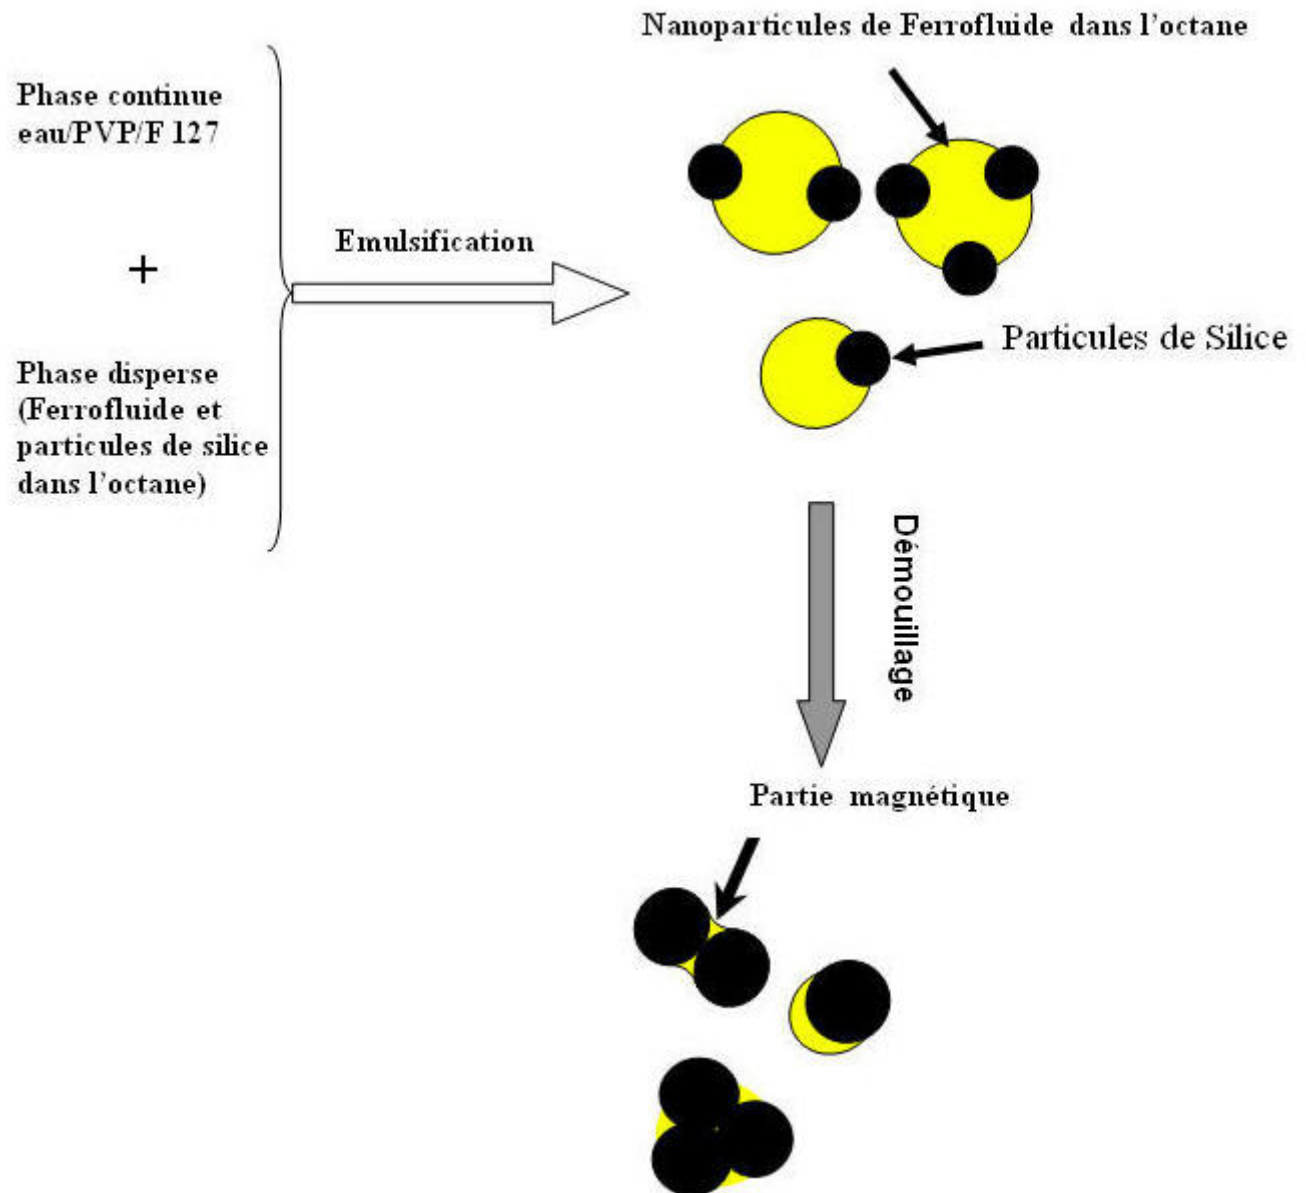 Nanoparticules de Ferrofluide dans l'octane
Phase continue
eau/PVP/F 127
+
Emulsification
Phase disperse
(Ferrofluide et
particules de silice
dans l'octane)
Particules de Silice
Démouillage
Partie magnétique